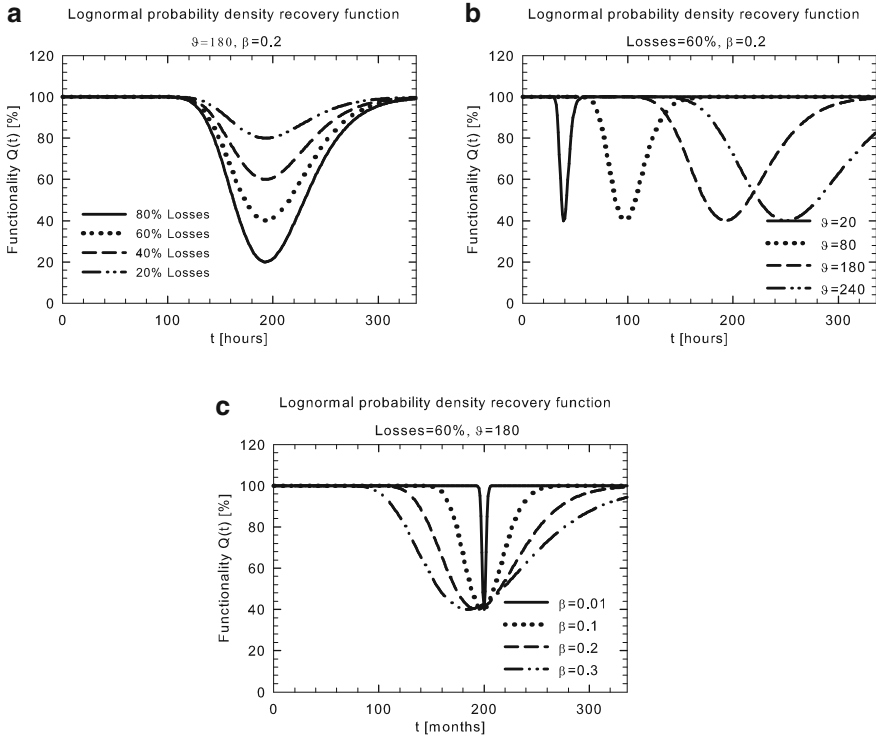 a
Lognormal probability density recovery function
ϑ=180, β=0.2
Functionality Q(t) [%]
120
100
80
60
40
20
0
80% Losses
60% Losses
40% Losses
20% Losses
0 100 200 300
t [hours]
b
Lognormal probability density recovery function
Losses=60%, β=0.2
Functionality Q(t) [%]
120
100
80
60
40
20
0
ϑ=20
ϑ=80
ϑ=180
ϑ=240
0 100 200 300
t [hours]
c
Lognormal probability density recovery function
Losses=60%, ϑ=180
Functionality Q(t) [%]
120
100
80
60
40
20
0
β=0.01
β=0.1
β=0.2
β=0.3
0 100 200 300
t [months]